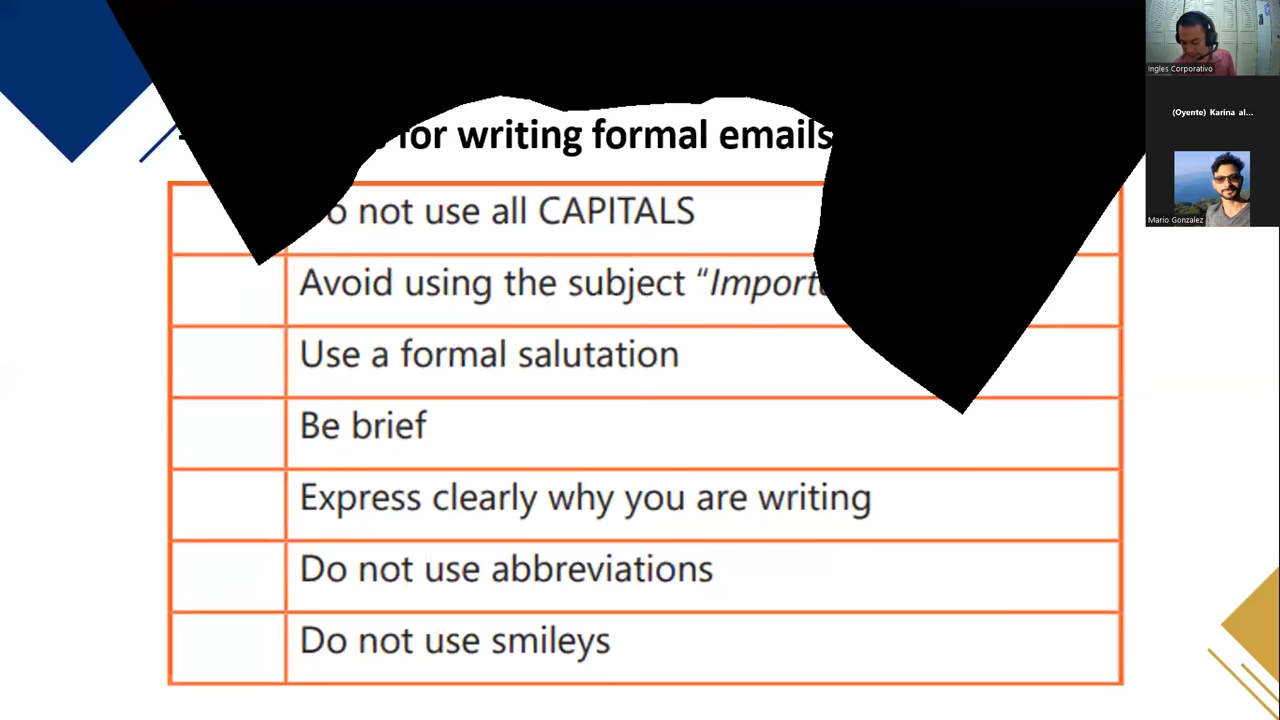 for writing formal emails
not use all CAPITALS
Avoid using the subject “
Use a formal salutation
Be brief
Express clearly why you are writing
Do not use abbreviations
Do not use smileys
Ingles Corporativo
(Oyente) Karina al...
Mario Gonzalez